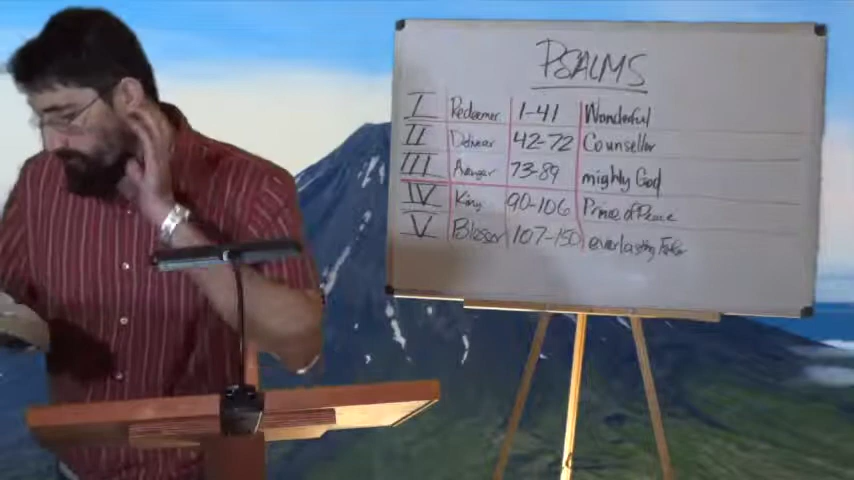 PSALMS
I Redeemer 1-41 Wonderful
II Deliver 42-72 Counsellor
III Avenger 73-89 mighty God
IV King 90-106 Prince of Peace
V Blesser 107-150 everlasting Father